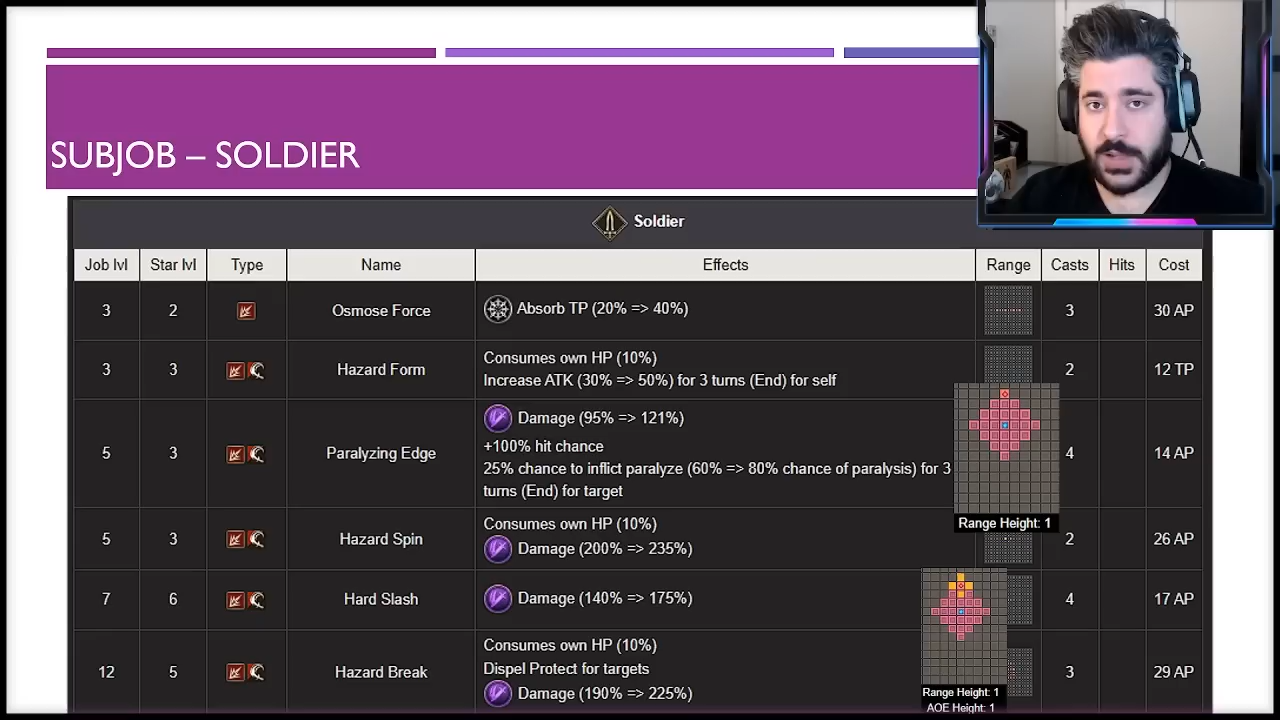 SUBJOB – SOLDIER
Soldier
Job lvl Star lvl Type Name Effects Range Casts Hits Cost
3 2 Osmose Force Absorb TP (20% => 40%) 3 30 AP
3 3 Hazard Form Consumes own HP (10%) 2 12 TP
Increase ATK (30% => 50%) for 3 turns (End) for self
5 3 Paralyzing Edge Damage (95% => 121%) 4 14 AP
+100% hit chance
25% chance to inflict paralyze (60% => 80% chance of paralysis) for 3
turns (End) for target
Range Height: 1
5 3 Hazard Spin Consumes own HP (10%) 2 26 AP
Damage (200% => 235%)
7 6 Hard Slash Damage (140% => 175%) 4 17 AP
12 5 Hazard Break Consumes own HP (10%) 3 29 AP
Dispel Protect for targets
Damage (190% => 225%)
Range Height: 1
AOE Height: 1